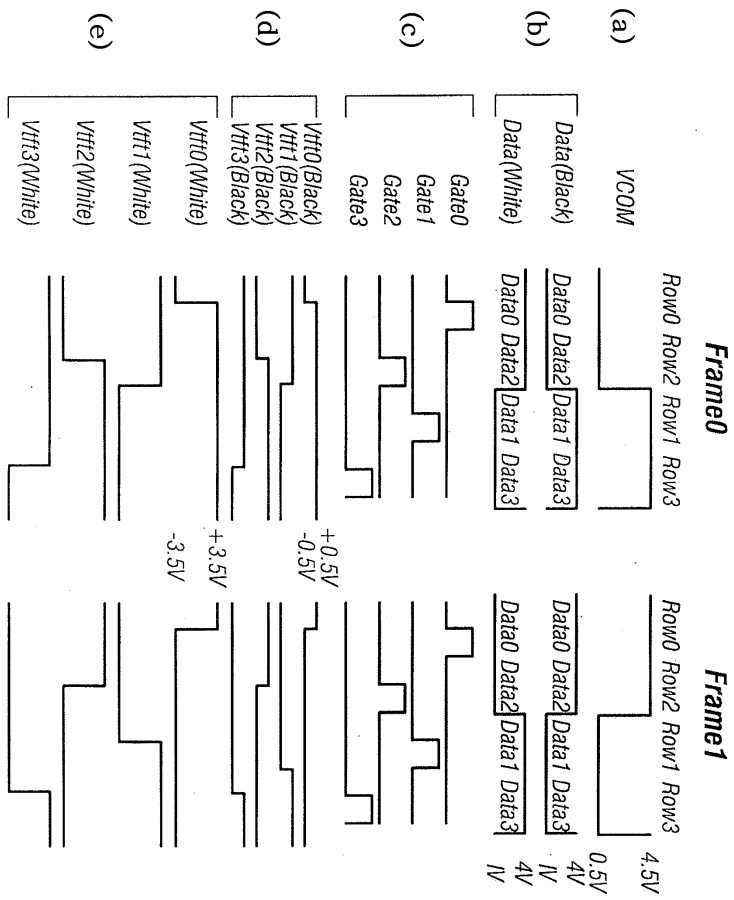 Frame0 Frame1
Row0 Row2 Row1 Row3 Row0 Row2 Row1 Row3
4.5V
(a) VCOM
0.5V
4V
(b) Data(Black) Data0 Data2 Data1 Data3 Data0 Data2 Data1 Data3
1V
4V
Data(White) Data0 Data2 Data1 Data3 Data0 Data2 Data1 Data3
1V
(c) Gate0
Gate1
Gate2
Gate3
(d) Vtft0(Black) +0.5V
Vtft1(Black) -0.5V
Vtft2(Black)
Vtft3(Black)
(e) Vtft0(White) +3.5V
-3.5V
Vtft1(White)
Vtft2(White)
Vtft3(White)